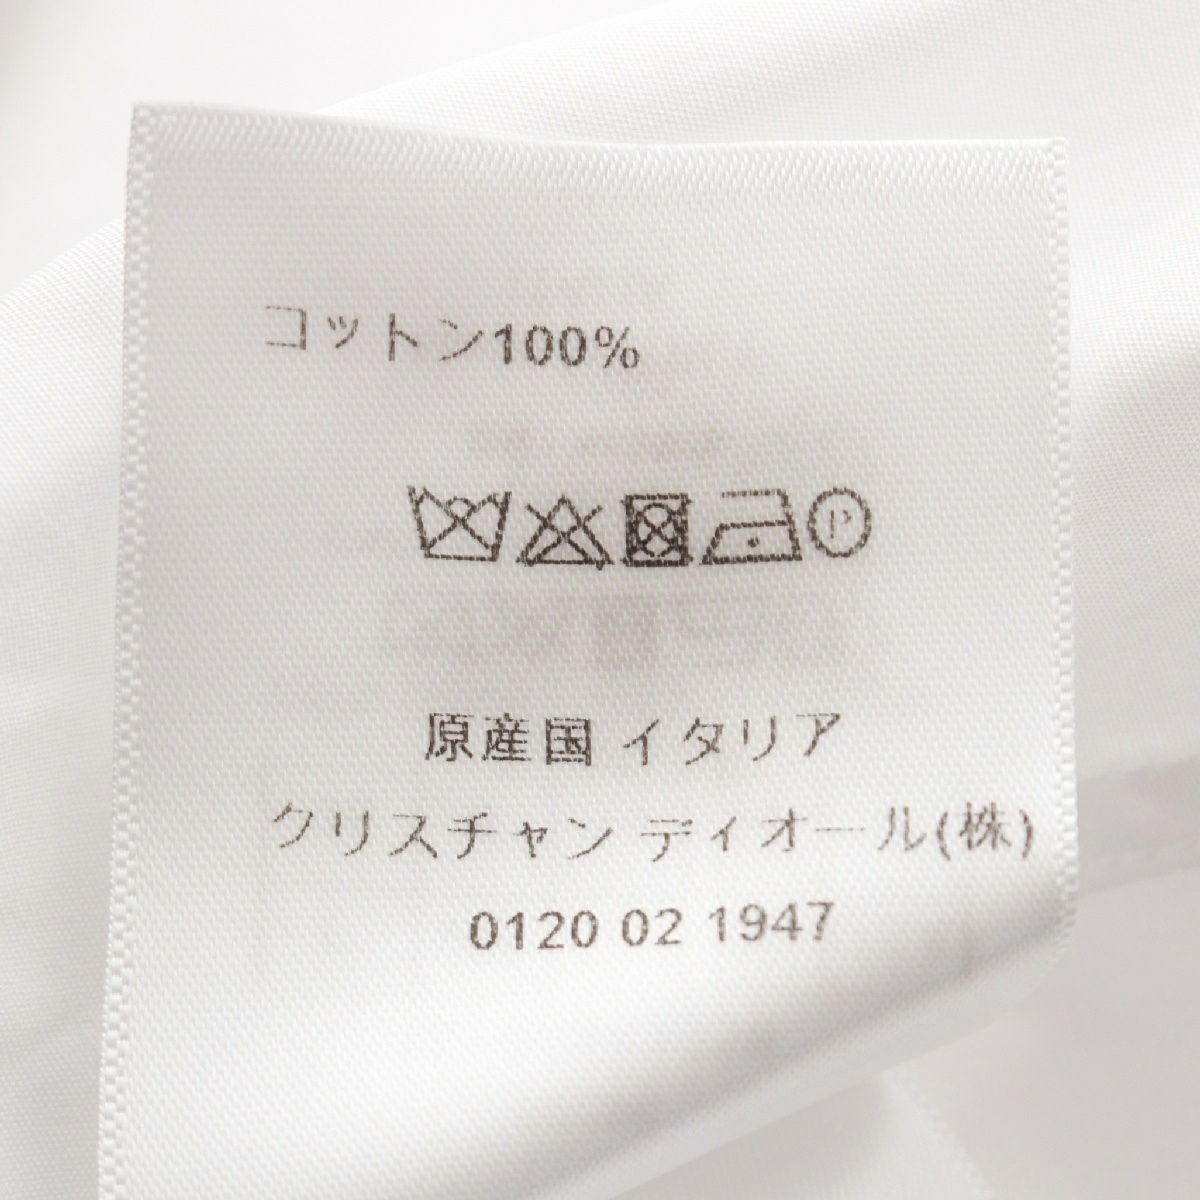 コットン100%
P
原産国 イタリア
クリスチャン ディオール(株)
0120 02 1947